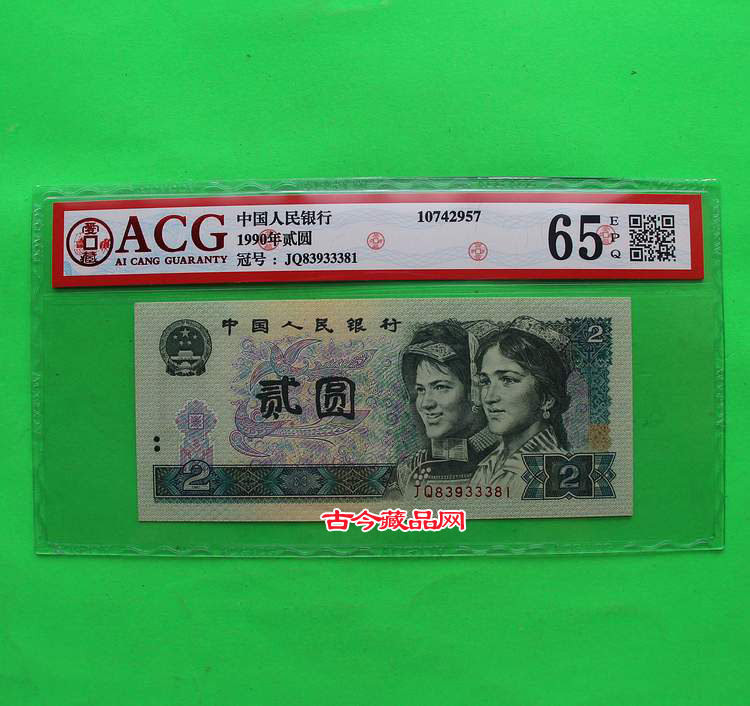 ACG
AI CANG GUARANTY
中国人民银行
1990年贰圆
冠号： JQ83933381
10742957
65
EPQ
中国人民银行
贰圆
2
2
2
JQ83933381
古今藏品网